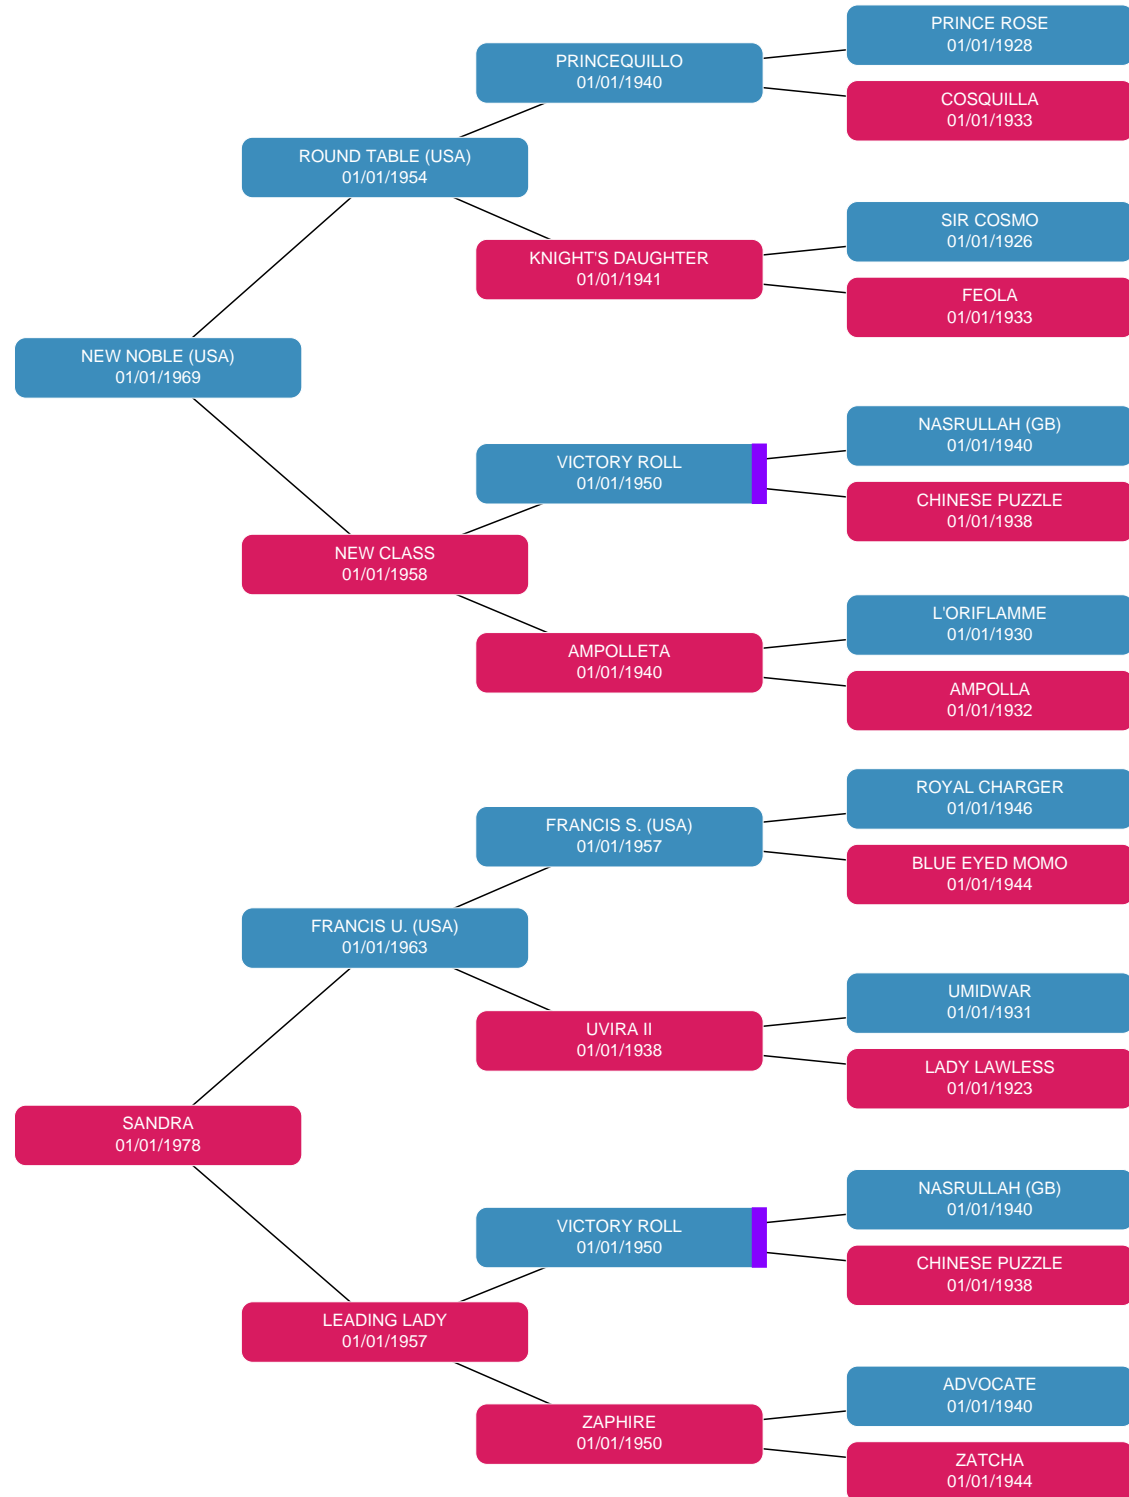 PRINCE ROSE
01/01/1928
PRINCEQUILLO
01/01/1940
COSQUILLA
01/01/1933
ROUND TABLE (USA)
01/01/1954
SIR COSMO
01/01/1926
KNIGHT'S DAUGHTER
01/01/1941
FEOLA
01/01/1933
NEW NOBLE (USA)
01/01/1969
NASRULLAH (GB)
01/01/1940
VICTORY ROLL
01/01/1950
CHINESE PUZZLE
01/01/1938
NEW CLASS
01/01/1958
L'ORIFLAMME
01/01/1930
AMPOLLETA
01/01/1940
AMPOLLA
01/01/1932
ROYAL CHARGER
01/01/1946
FRANCIS S. (USA)
01/01/1957
BLUE EYED MOMO
01/01/1944
FRANCIS U. (USA)
01/01/1963
UMIDWAR
01/01/1931
UVIRA II
01/01/1938
LADY LAWLESS
01/01/1923
SANDRA
01/01/1978
NASRULLAH (GB)
01/01/1940
VICTORY ROLL
01/01/1950
CHINESE PUZZLE
01/01/1938
LEADING LADY
01/01/1957
ADVOCATE
01/01/1940
ZAPHIRE
01/01/1950
ZATCHA
01/01/1944